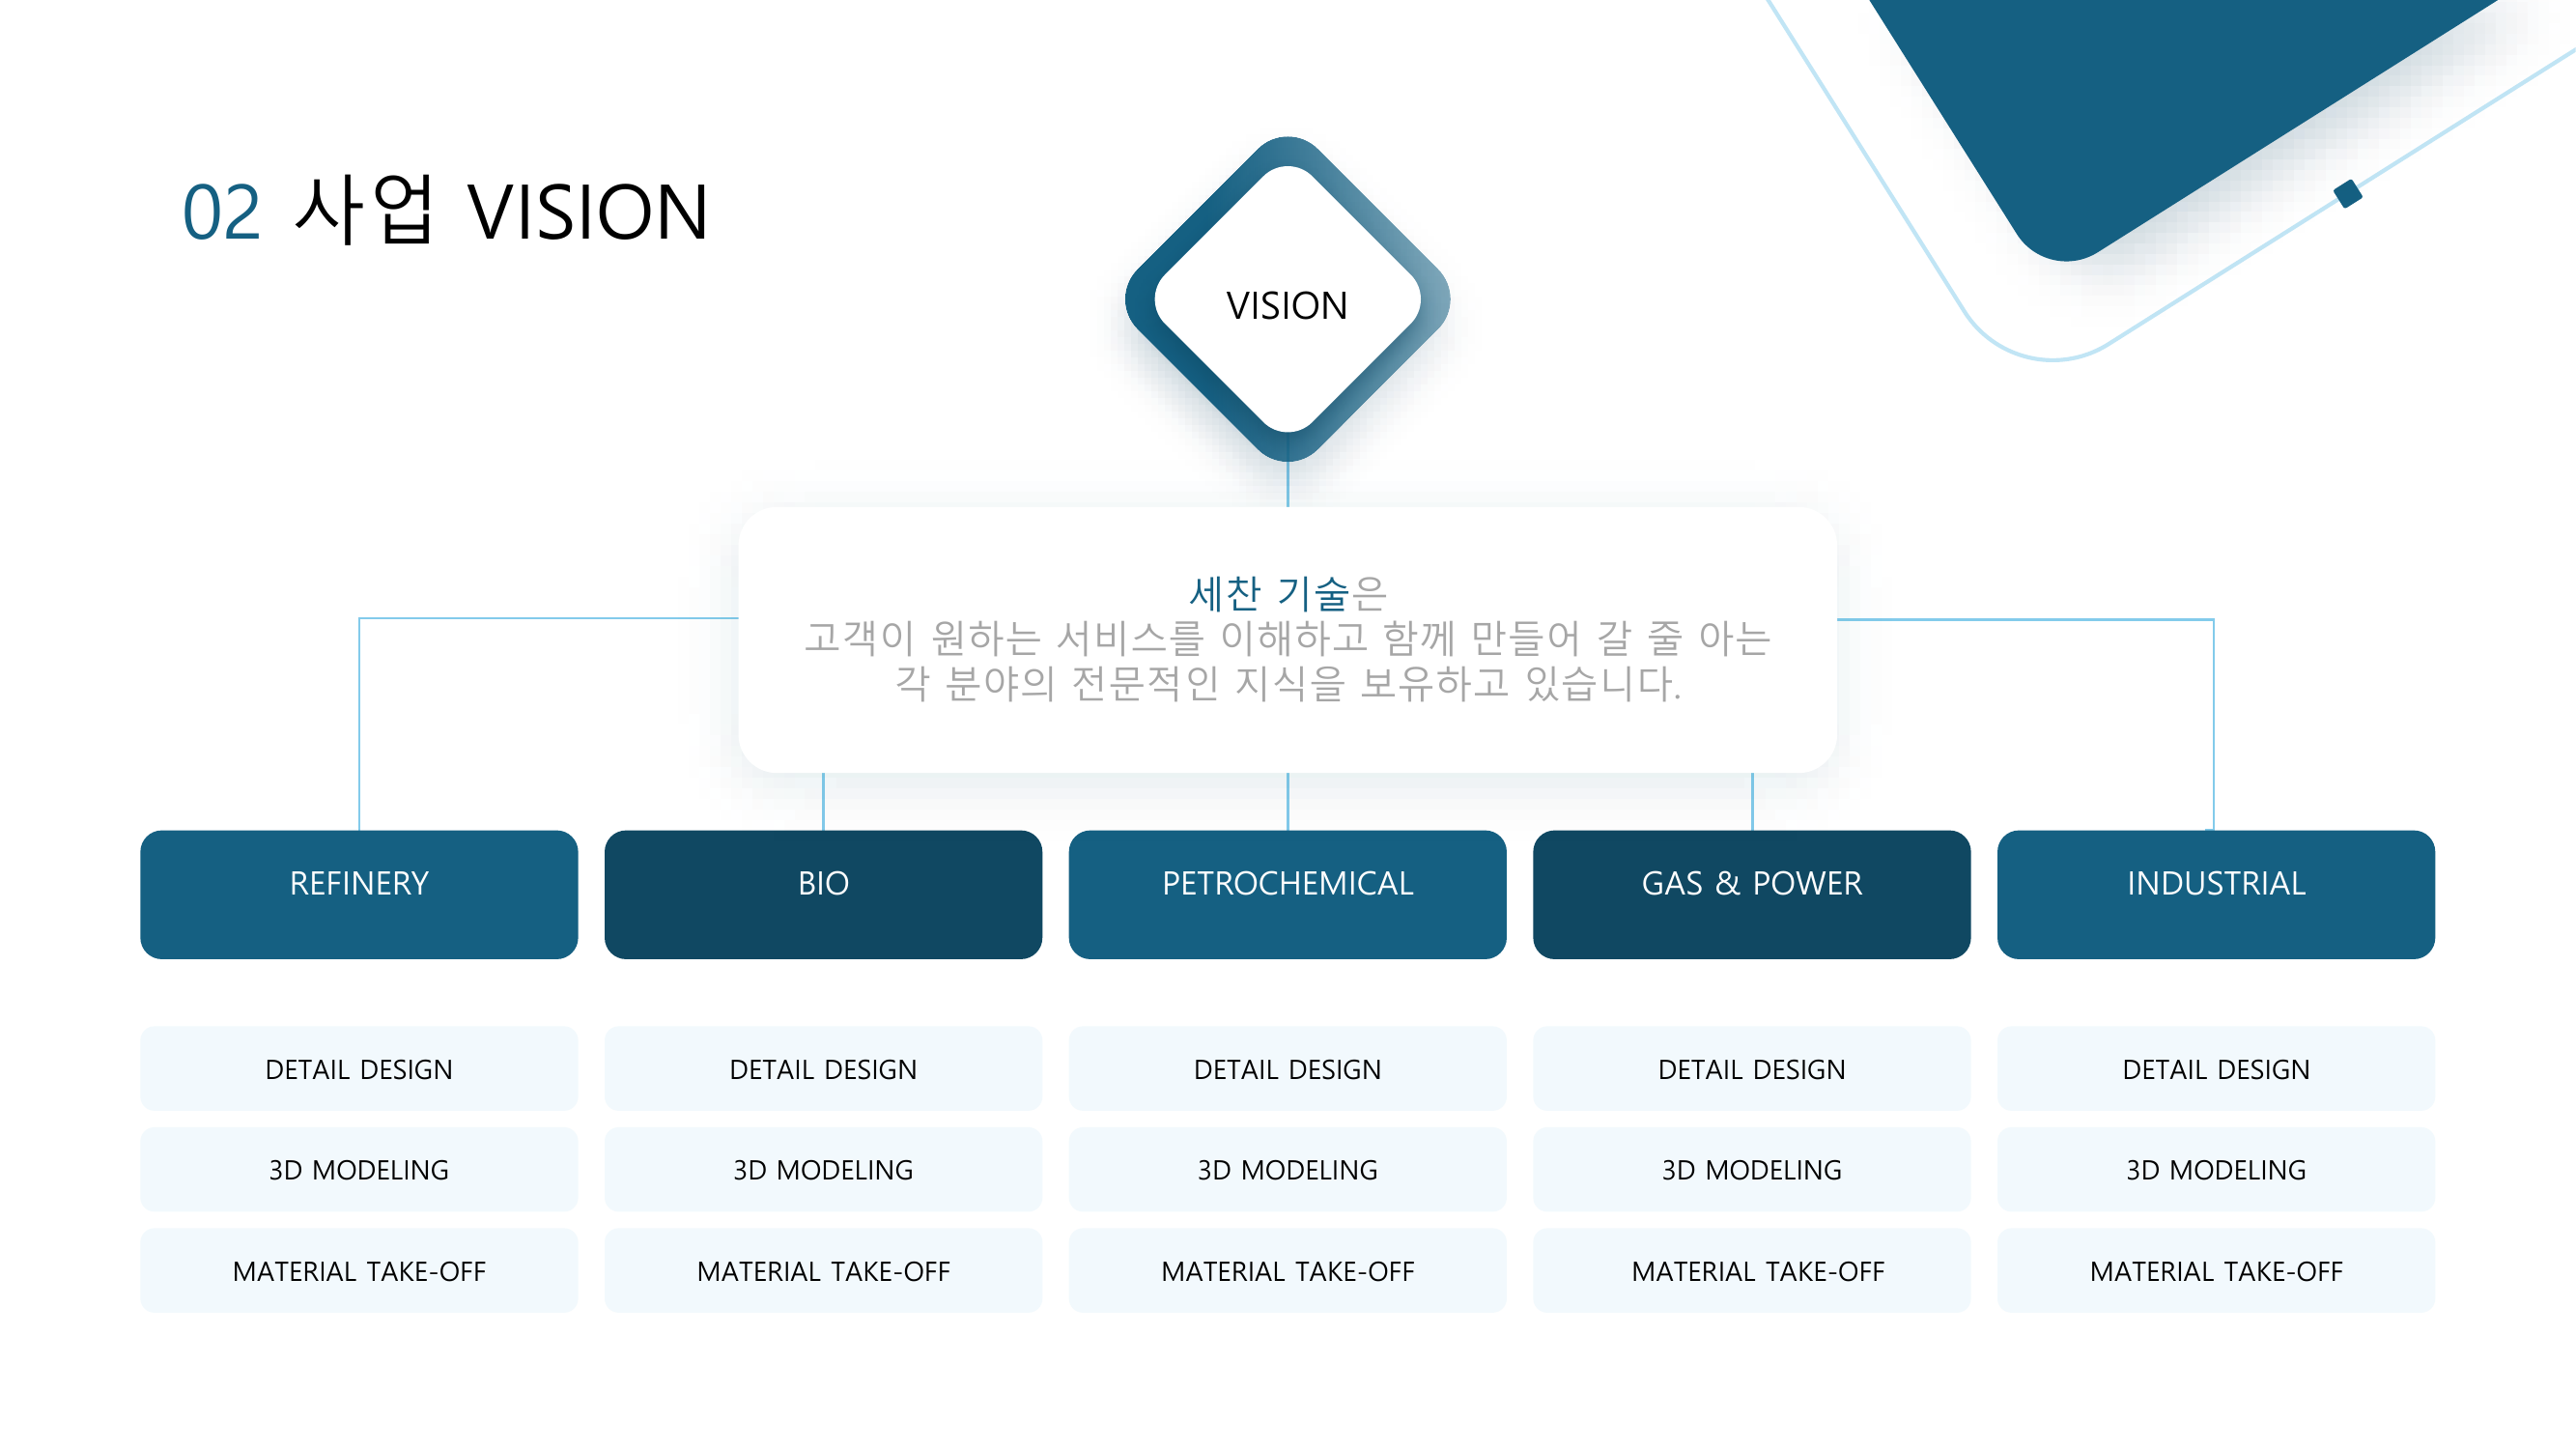 02 사업 VISION
VISION
세찬 기술은
고객이 원하는 서비스를 이해하고 함께 만들어 갈 줄 아는
각 분야의 전문적인 지식을 보유하고 있습니다.
REFINERY BIO PETROCHEMICAL GAS & POWER INDUSTRIAL
DETAIL DESIGN DETAIL DESIGN DETAIL DESIGN DETAIL DESIGN DETAIL DESIGN
3D MODELING 3D MODELING 3D MODELING 3D MODELING 3D MODELING
MATERIAL TAKE-OFF MATERIAL TAKE-OFF MATERIAL TAKE-OFF MATERIAL TAKE-OFF MATERIAL TAKE-OFF